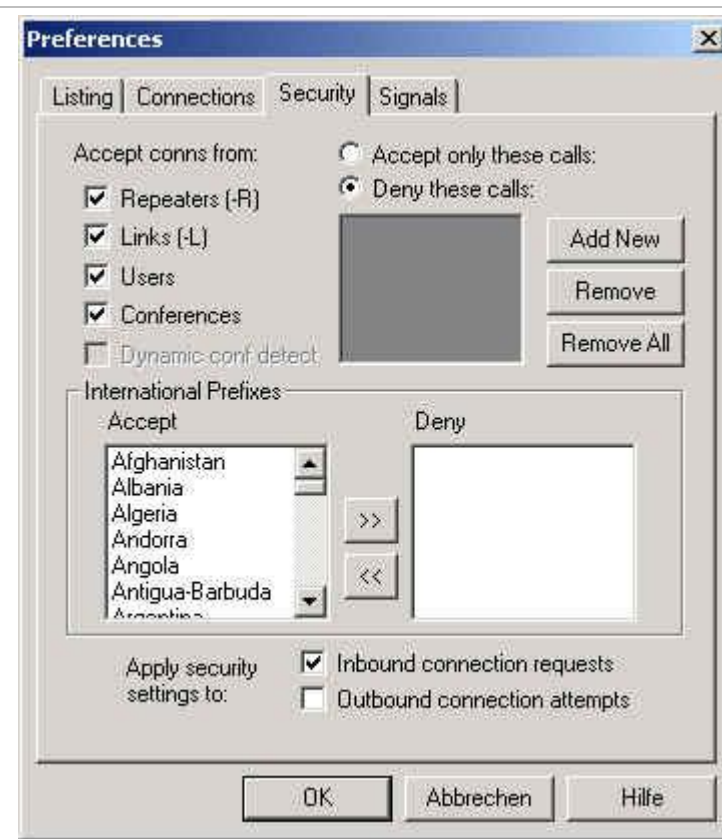 Preferences
Listing Connections Security Signals
Accept conns from:
Repeaters (-R)
Links (-L)
Users
Conferences
Dynamic conf detect
Accept only these calls:
Deny these calls:
Add New
Remove
Remove All
International Prefixes
Accept
Afghanistan
Albania
Algeria
Andorra
Angola
Antigua-Barbuda
Argentina
>>
<<
Deny
Apply security
settings to:
Inbound connection requests
Outbound connection attempts
OK Abbrechen Hilfe